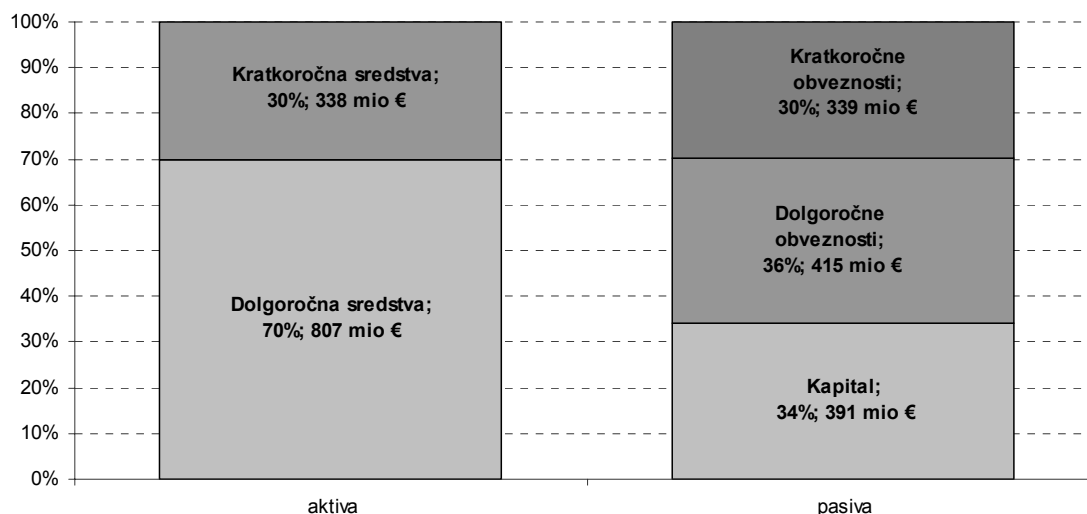 100%
90%
80%
70%
60%
50%
40%
30%
20%
10%
0%
Kratkoročna sredstva;
30%; 338 mio €
Dolgoročna sredstva;
70%; 807 mio €
Kratkoročne
obveznosti;
30%; 339 mio €
Dolgoročne
obveznosti;
36%; 415 mio €
Kapital;
34%; 391 mio €
aktiva
pasiva